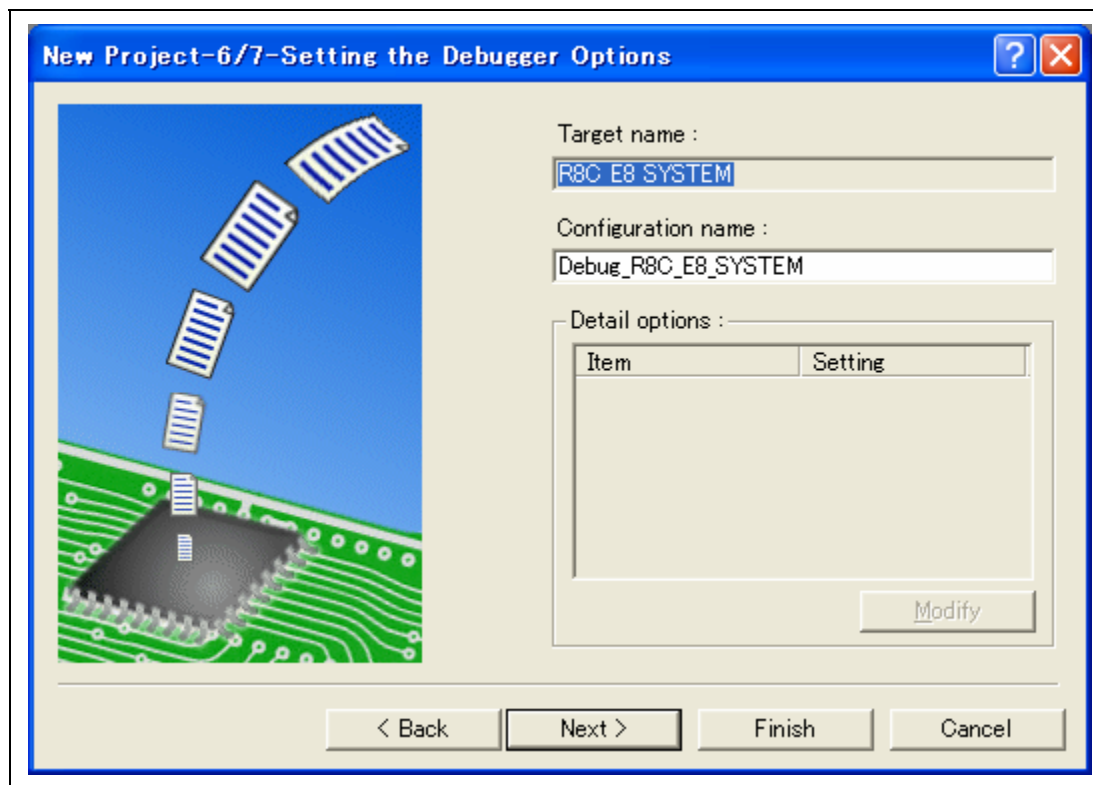 New Project-6/7-Setting the Debugger Options
Target name :
R8C E8 SYSTEM
Configuration name :
Debug_R8C_E8_SYSTEM
Detail options :
Item Setting
Modify
< Back Next > Finish Cancel